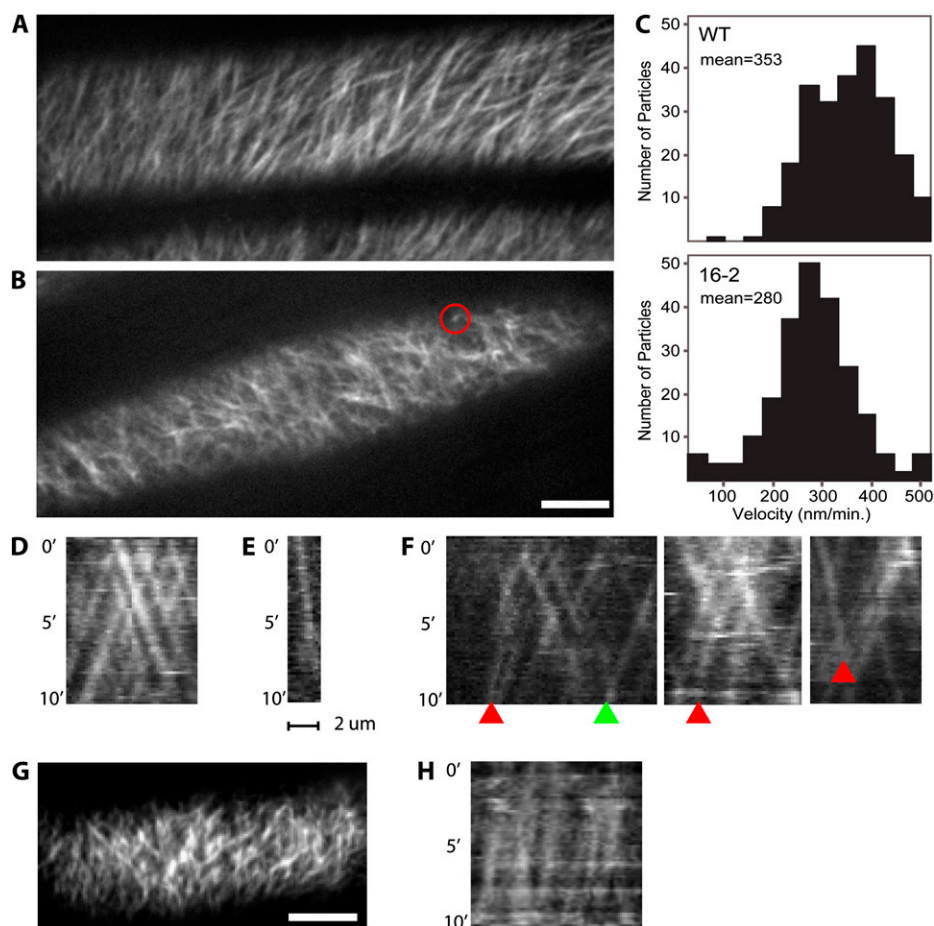 A
B
C
WT
mean=353
50
40
30
20
10
Number of Particles
16-2
mean=280
50
40
30
20
10
Number of Particles
100 200 300 400 500
Velocity (nm/min.)
D
0'
5'
10'
E
0'
5'
10'
2 um
F
0'
5'
10'
G
H
0'
5'
10'